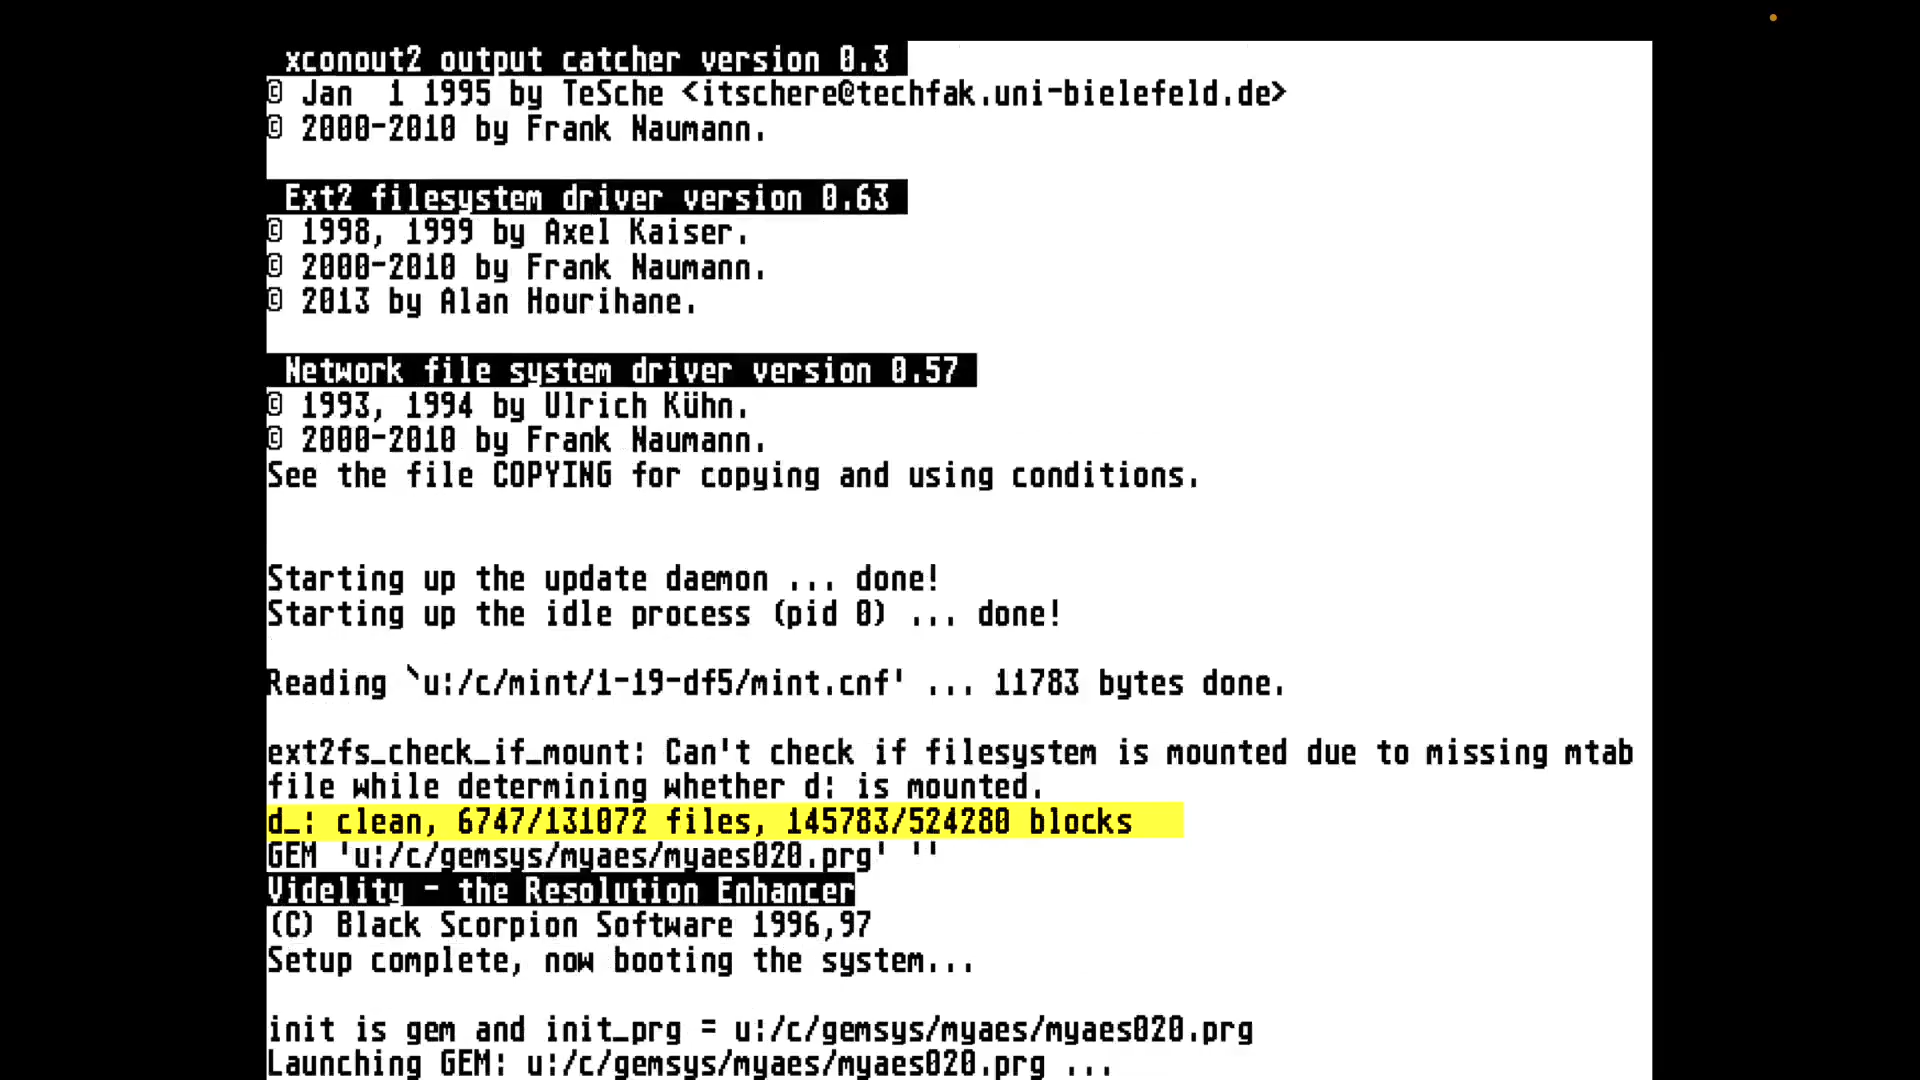 xconout2 output catcher version 0.3
© Jan  1 1995 by TeSche <itschere@techfak.uni-bielefeld.de>
© 2000-2010 by Frank Naumann.
Ext2 filesystem driver version 0.63
© 1998, 1999 by Axel Kaiser.
© 2000-2010 by Frank Naumann.
© 2013 by Alan Hourihane.
Network file system driver version 0.57
© 1993, 1994 by Ulrich Kühn.
© 2000-2010 by Frank Naumann.
See the file COPYING for copying and using conditions.
Starting up the update daemon ... done!
Starting up the idle process (pid 0) ... done!
Reading `u:/c/mint/1-19-df5/mint.cnf' ... 11783 bytes done.
ext2fs_check_if_mount: Can't check if filesystem is mounted due to missing mtab
file while determining whether d: is mounted.
d_: clean, 6747/131072 files, 145783/524280 blocks
GEM 'u:/c/gemsys/myaes/myaes020.prg' ''
Videlity - the Resolution Enhancer
(C) Black Scorpion Software 1996,97
Setup complete, now booting the system...
init is gem and init_prg = u:/c/gemsys/myaes/myaes020.prg
Launching GEM: u:/c/gemsys/myaes/myaes020.prg ...